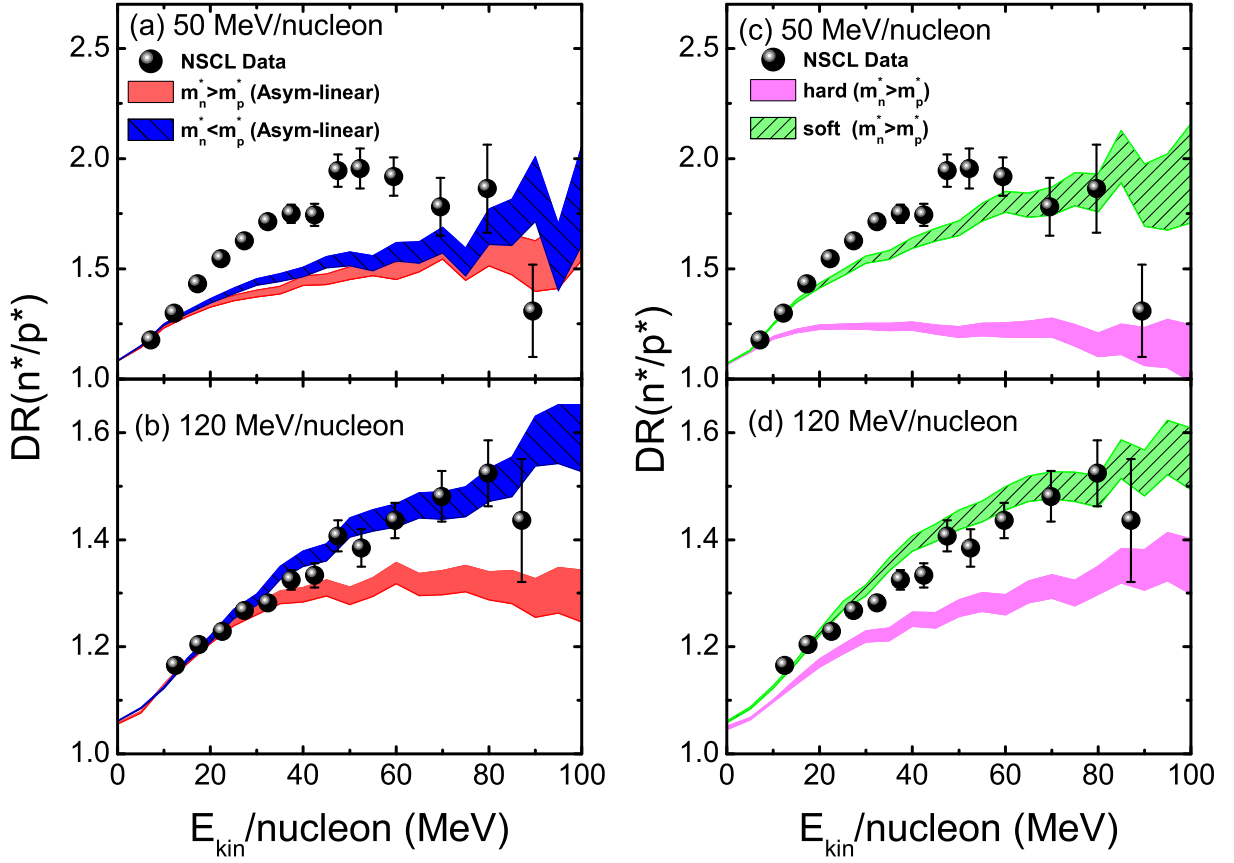 (a) 50 MeV/nucleon
NSCL Data
m*n>m*p (Asym-linear)
m*n<m*p (Asym-linear)
2.5
2.0
1.5
1.0
DR(n*/p*)
(b) 120 MeV/nucleon
1.6
1.4
1.2
1.0
0 20 40 60 80 100
Ekin/nucleon (MeV)
(c) 50 MeV/nucleon
NSCL Data
hard (m*n>m*p)
soft (m*n>m*p)
2.5
2.0
1.5
1.0
DR(n*/p*)
(d) 120 MeV/nucleon
1.6
1.4
1.2
1.0
0 20 40 60 80 100
Ekin/nucleon (MeV)